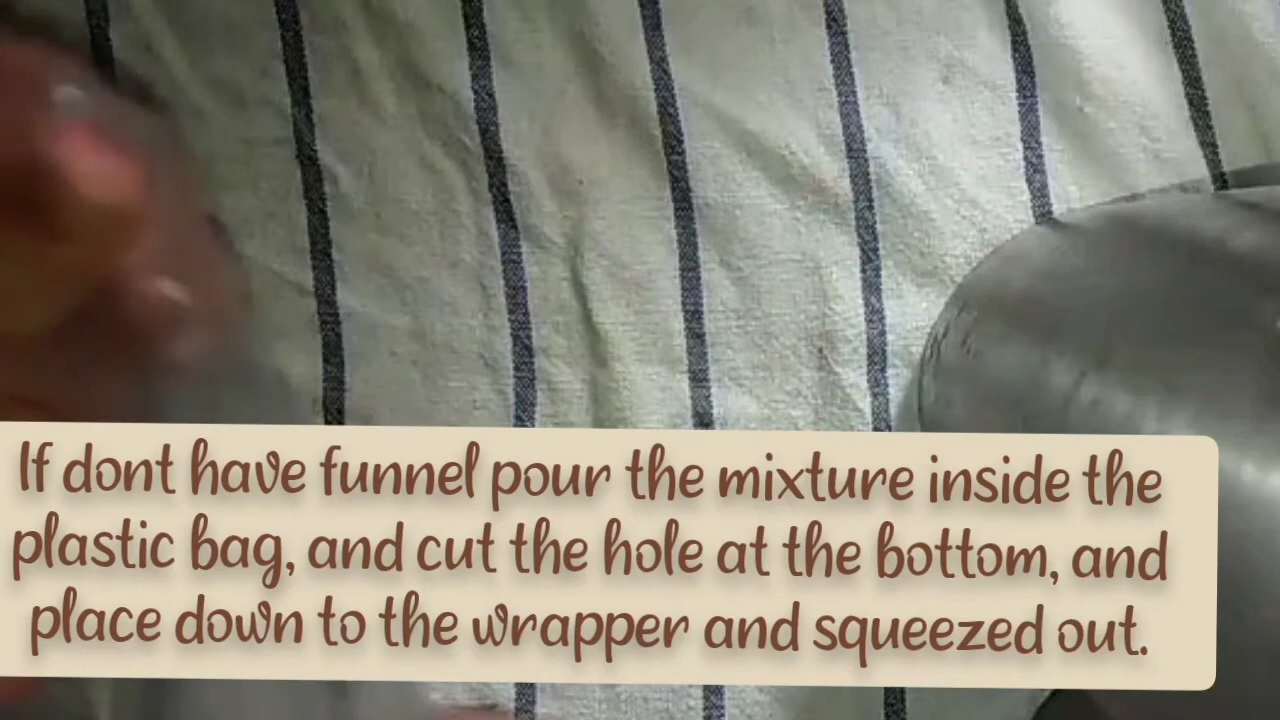 If dont have funnel pour the mixture inside the
plastic bag, and cut the hole at the bottom, and
place down to the wrapper and squeezed out.